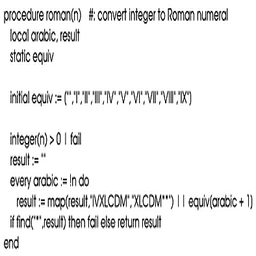 procedure roman(n) #: convert integer to Roman numeral
local arabic, result
static equiv
initial equiv := ("","I","II","III","IV","V","VI","VII","VIII","IX")
integer(n) > 0 | fail
result := ""
every arabic := !n do
result := map(result,"IVXLCDM","XLCDM**") || equiv(arabic + 1)
if find("*",result) then fail else return result
end